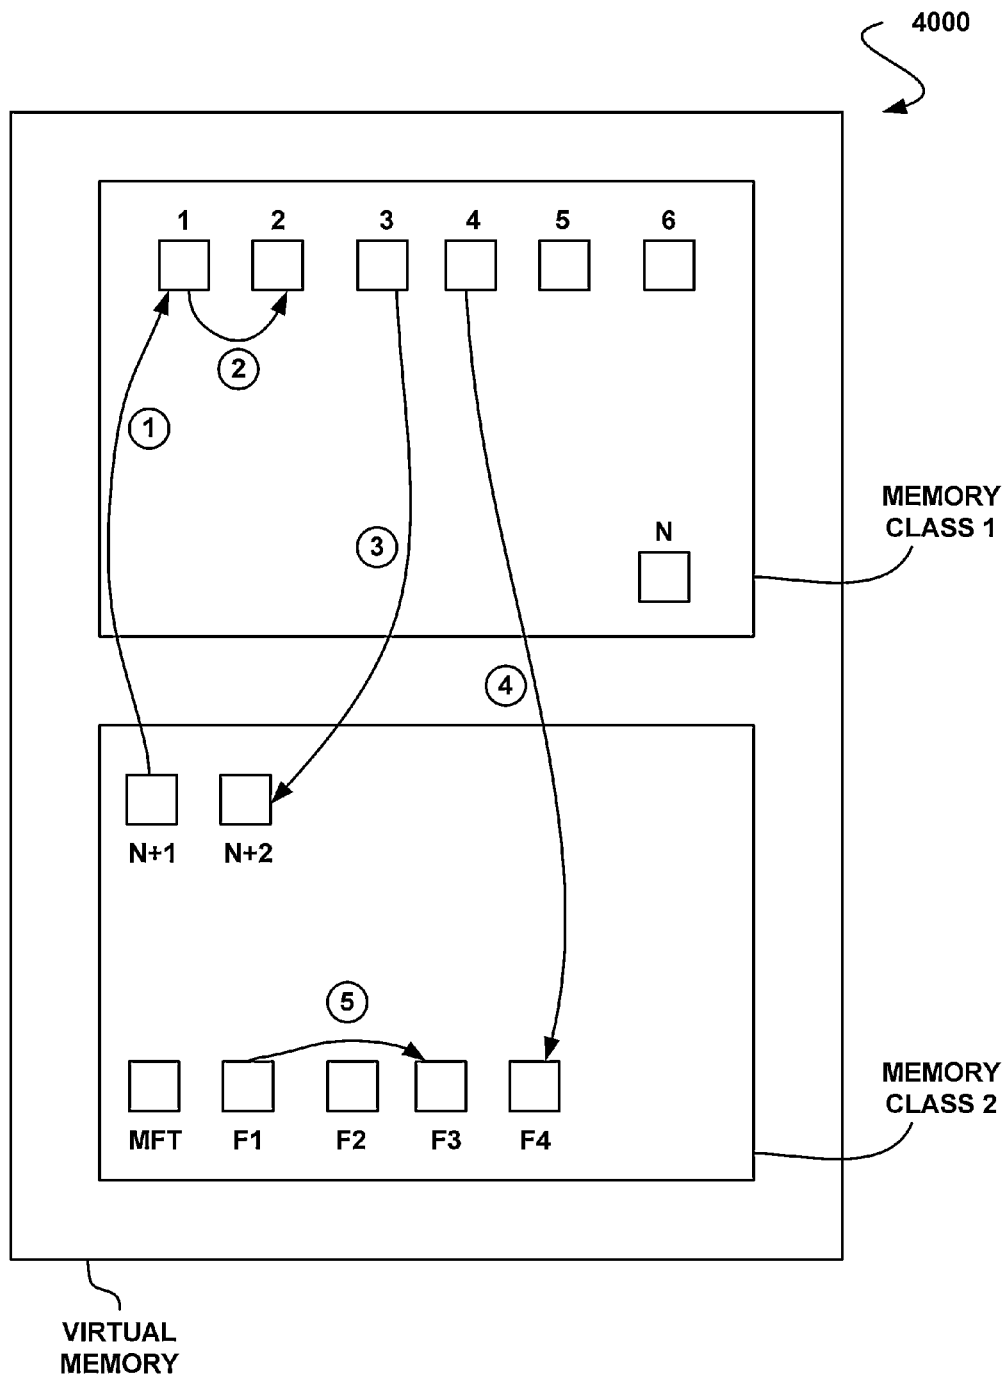 4000
1 2 3 4 5 6
2
1
MEMORY
CLASS 1
N
3
4
N+1 N+2
5
MEMORY
CLASS 2
MFT F1 F2 F3 F4
VIRTUAL
MEMORY